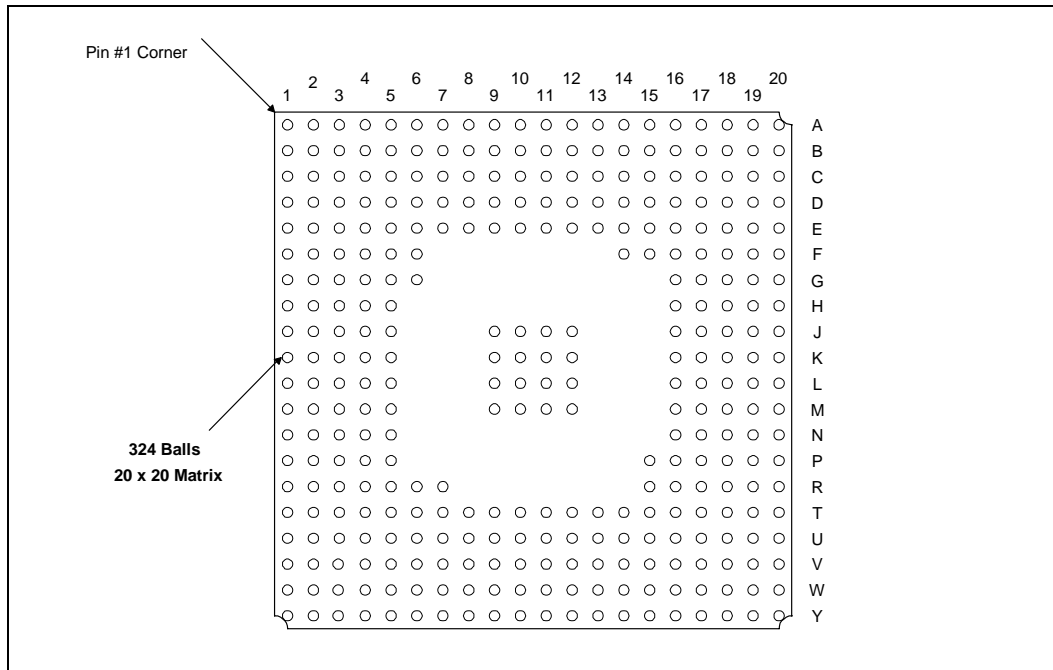 Pin #1 Corner
2 4 6 8 10 12 14 16 18 20
1 3 5 7 9 11 13 15 17 19
A
B
C
D
E
F
G
H
J
K
L
M
N
P
R
T
U
V
W
Y
324 Balls
20 x 20 Matrix